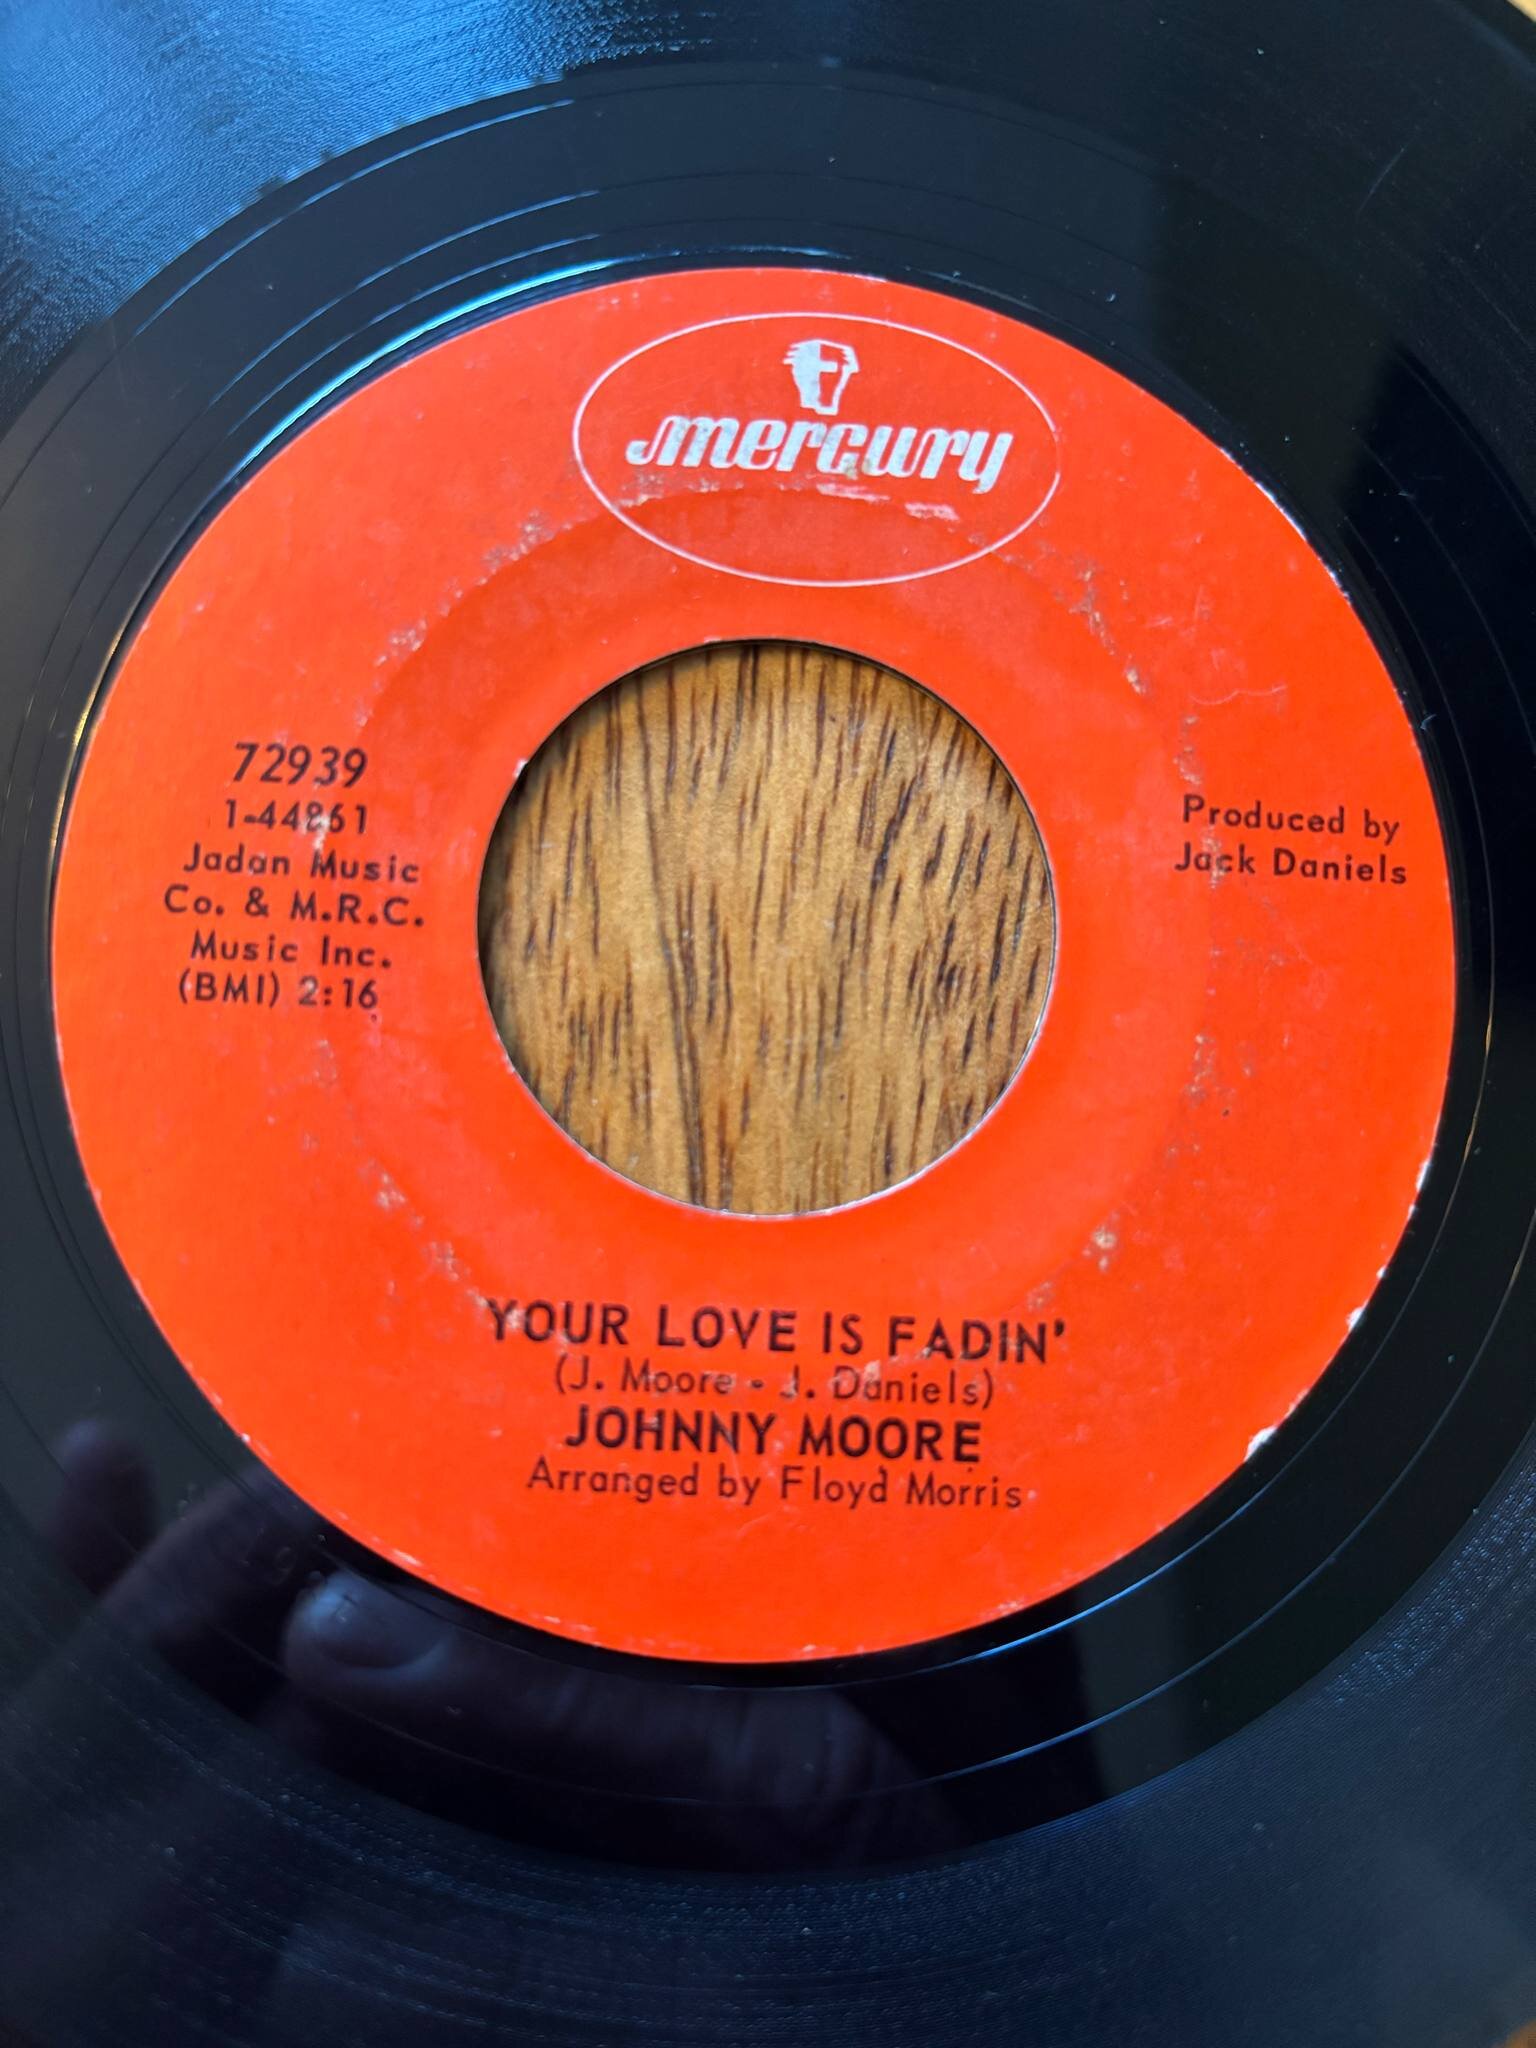 mercury
72939
1-44861
Jadan Music
Co. & M.R.C.
Music Inc.
(BMI) 2:16
Produced by
Jack Daniels
YOUR LOVE IS FADIN'
(J. Moore - J. Daniels)
JOHNNY MOORE
Arranged by Floyd Morris